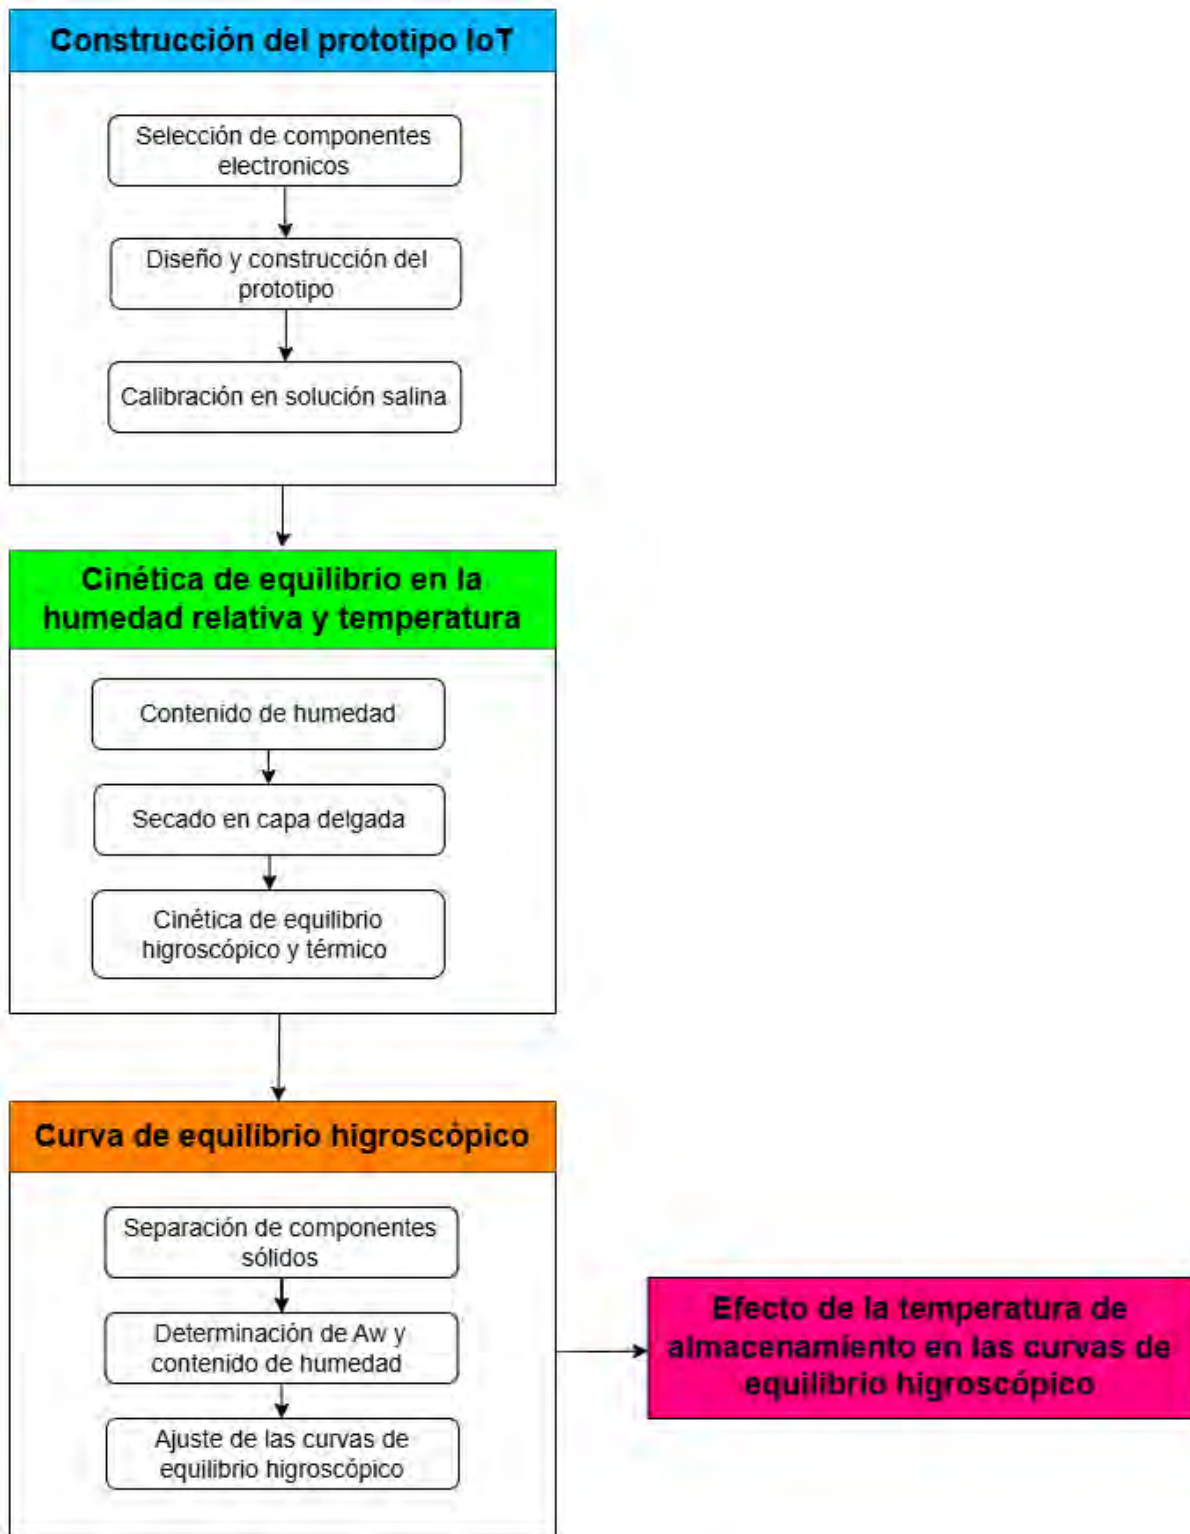 Construcción del prototipo IoT
Selección de componentes
electronicos
Diseño y construcción del
prototipo
Calibración en solución salina
Cinética de equilibrio en la
humedad relativa y temperatura
Contenido de humedad
Secado en capa delgada
Cinética de equilibrio
higroscópico y térmico
Curva de equilibrio higroscópico
Separación de componentes
sólidos
Determinación de Aw y
contenido de humedad
Ajuste de las curvas de
equilibrio higroscópico
Efecto de la temperatura de
almacenamiento en las curvas de
equilibrio higroscópico